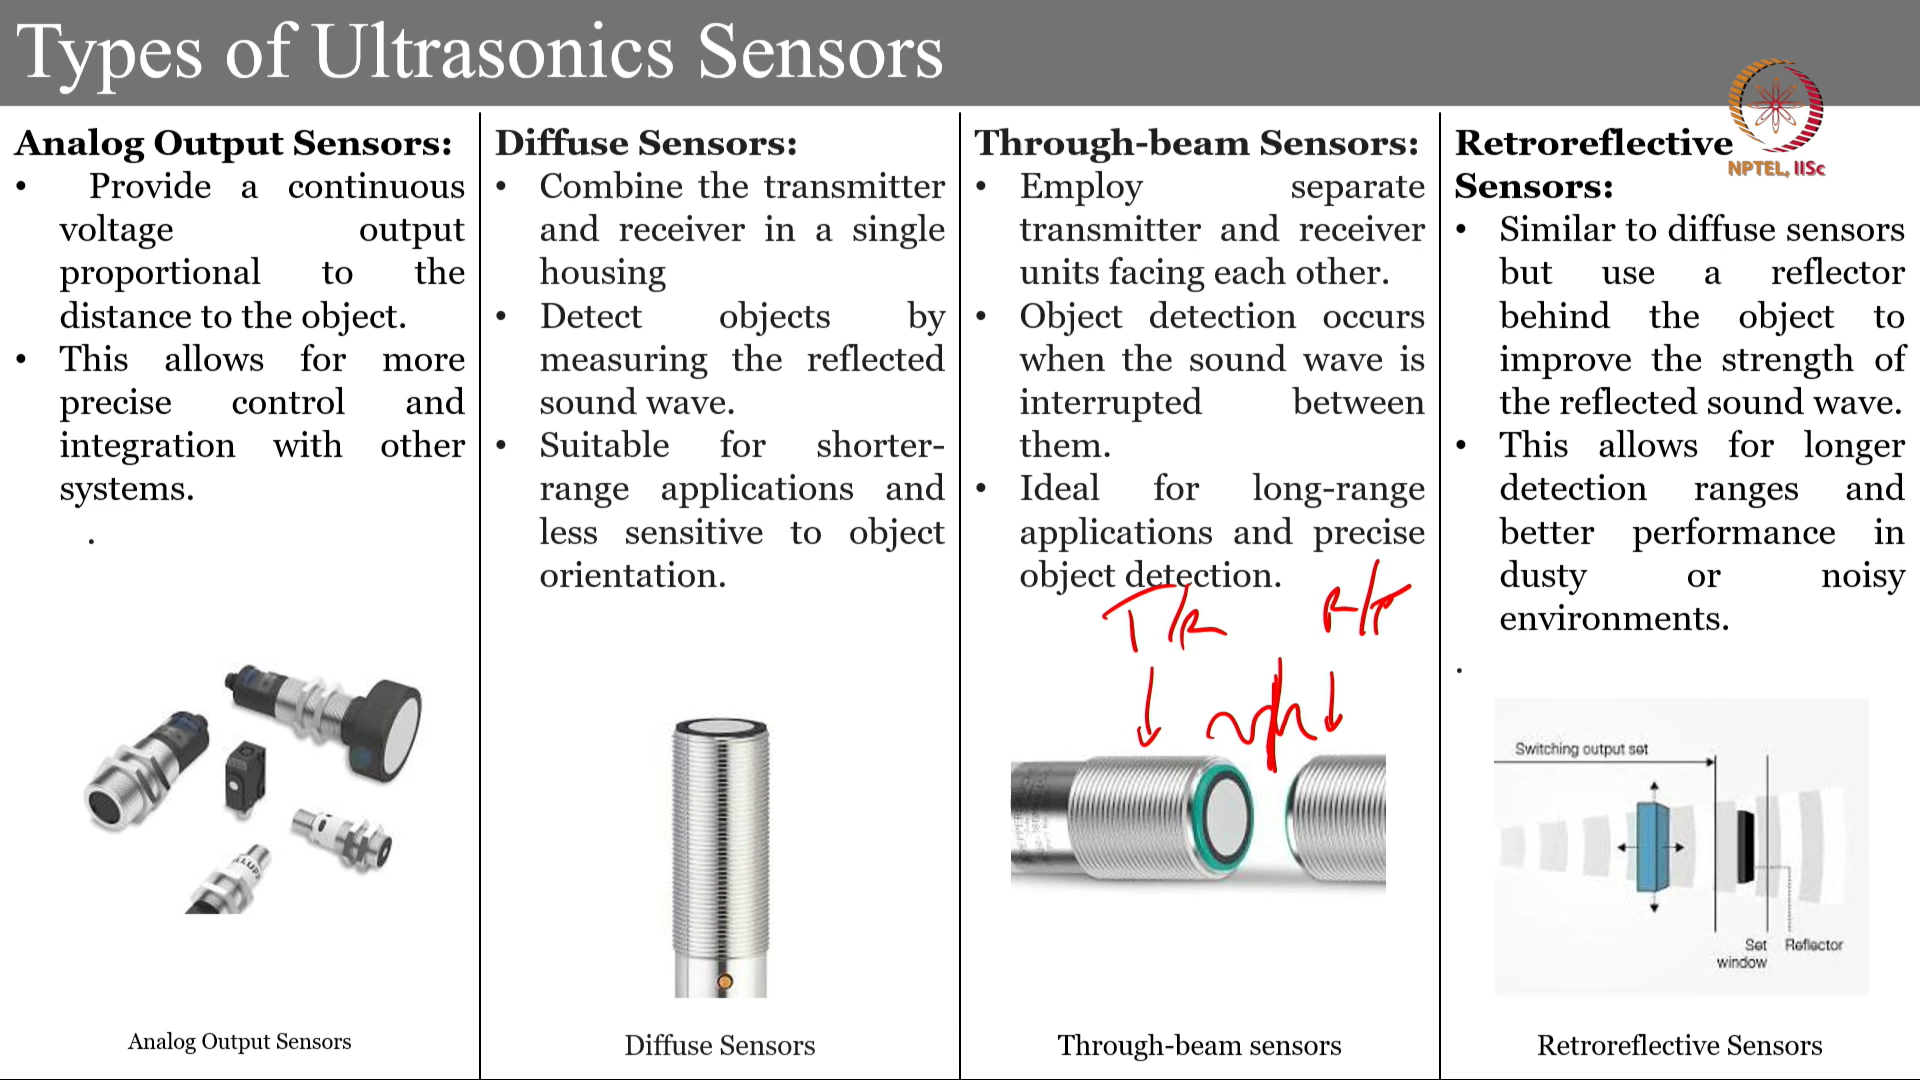 Types of Ultrasonics Sensors
NPTEL, IISc
Analog Output Sensors:
• Provide a continuous
voltage output
proportional to the
distance to the object.
• This allows for more
precise control and
integration with other
systems.
.
Analog Output Sensors
Diffuse Sensors:
• Combine the transmitter
and receiver in a single
housing
• Detect objects by
measuring the reflected
sound wave.
• Suitable for shorter-
range applications and
less sensitive to object
orientation.
Diffuse Sensors
Through-beam Sensors:
• Employ separate
transmitter and receiver
units facing each other.
• Object detection occurs
when the sound wave is
interrupted between
them.
• Ideal for long-range
applications and precise
object detection.
T/R R/T
Through-beam sensors
Retroreflective
Sensors:
• Similar to diffuse sensors
but use a reflector
behind the object to
improve the strength of
the reflected sound wave.
• This allows for longer
detection ranges and
better performance in
dusty or noisy
environments.
.
Switching output set
Set Reflector
window
Retroreflective Sensors